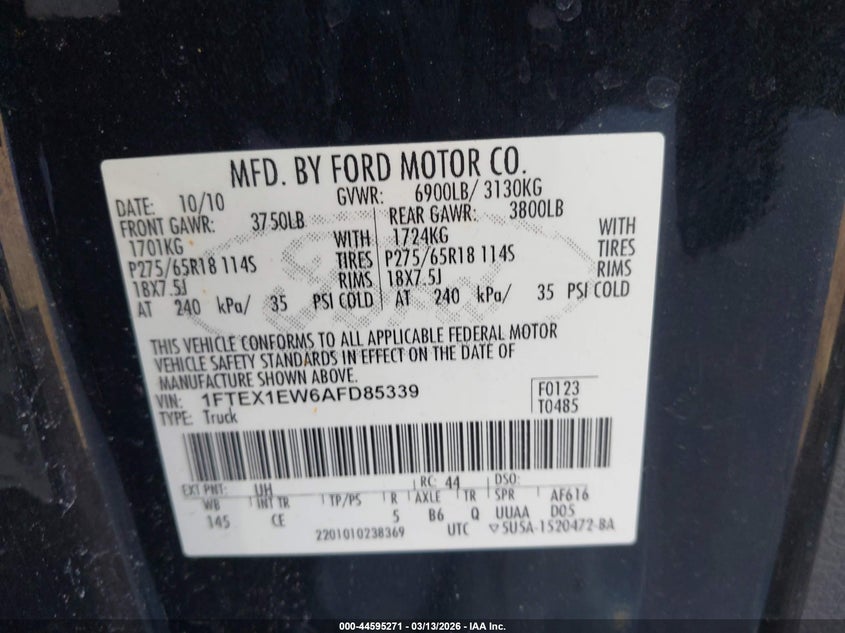 MFD. BY FORD MOTOR CO.
DATE: 10/10 GVWR: 6900LB/ 3130KG
FRONT GAWR: 3750LB REAR GAWR: 3800LB
1701KG WITH 1724KG WITH
P275/65R18 114S TIRES P275/65R18 114S TIRES
18X7.5J RIMS 18X7.5J RIMS
AT 240 kPa/ 35 PSI COLD AT 240 kPa/ 35 PSI COLD
THIS VEHICLE CONFORMS TO ALL APPLICABLE FEDERAL MOTOR
VEHICLE SAFETY STANDARDS IN EFFECT ON THE DATE OF
MANUFACTURE SHOWN ABOVE.
VIN: 1FTEX1EW6AFD85339 F0123
TYPE: Truck T0485
EXT PNT: UH RC: 44 DSO:
WB INT TR TP/PS R AXLE TR SPR AF616
145 CE 5 B6 Q UUAA D05
2201010238369 UTC ▽5U5A-1520472-BA
000-44595271 | 03/13/2026 | IAA Inc.